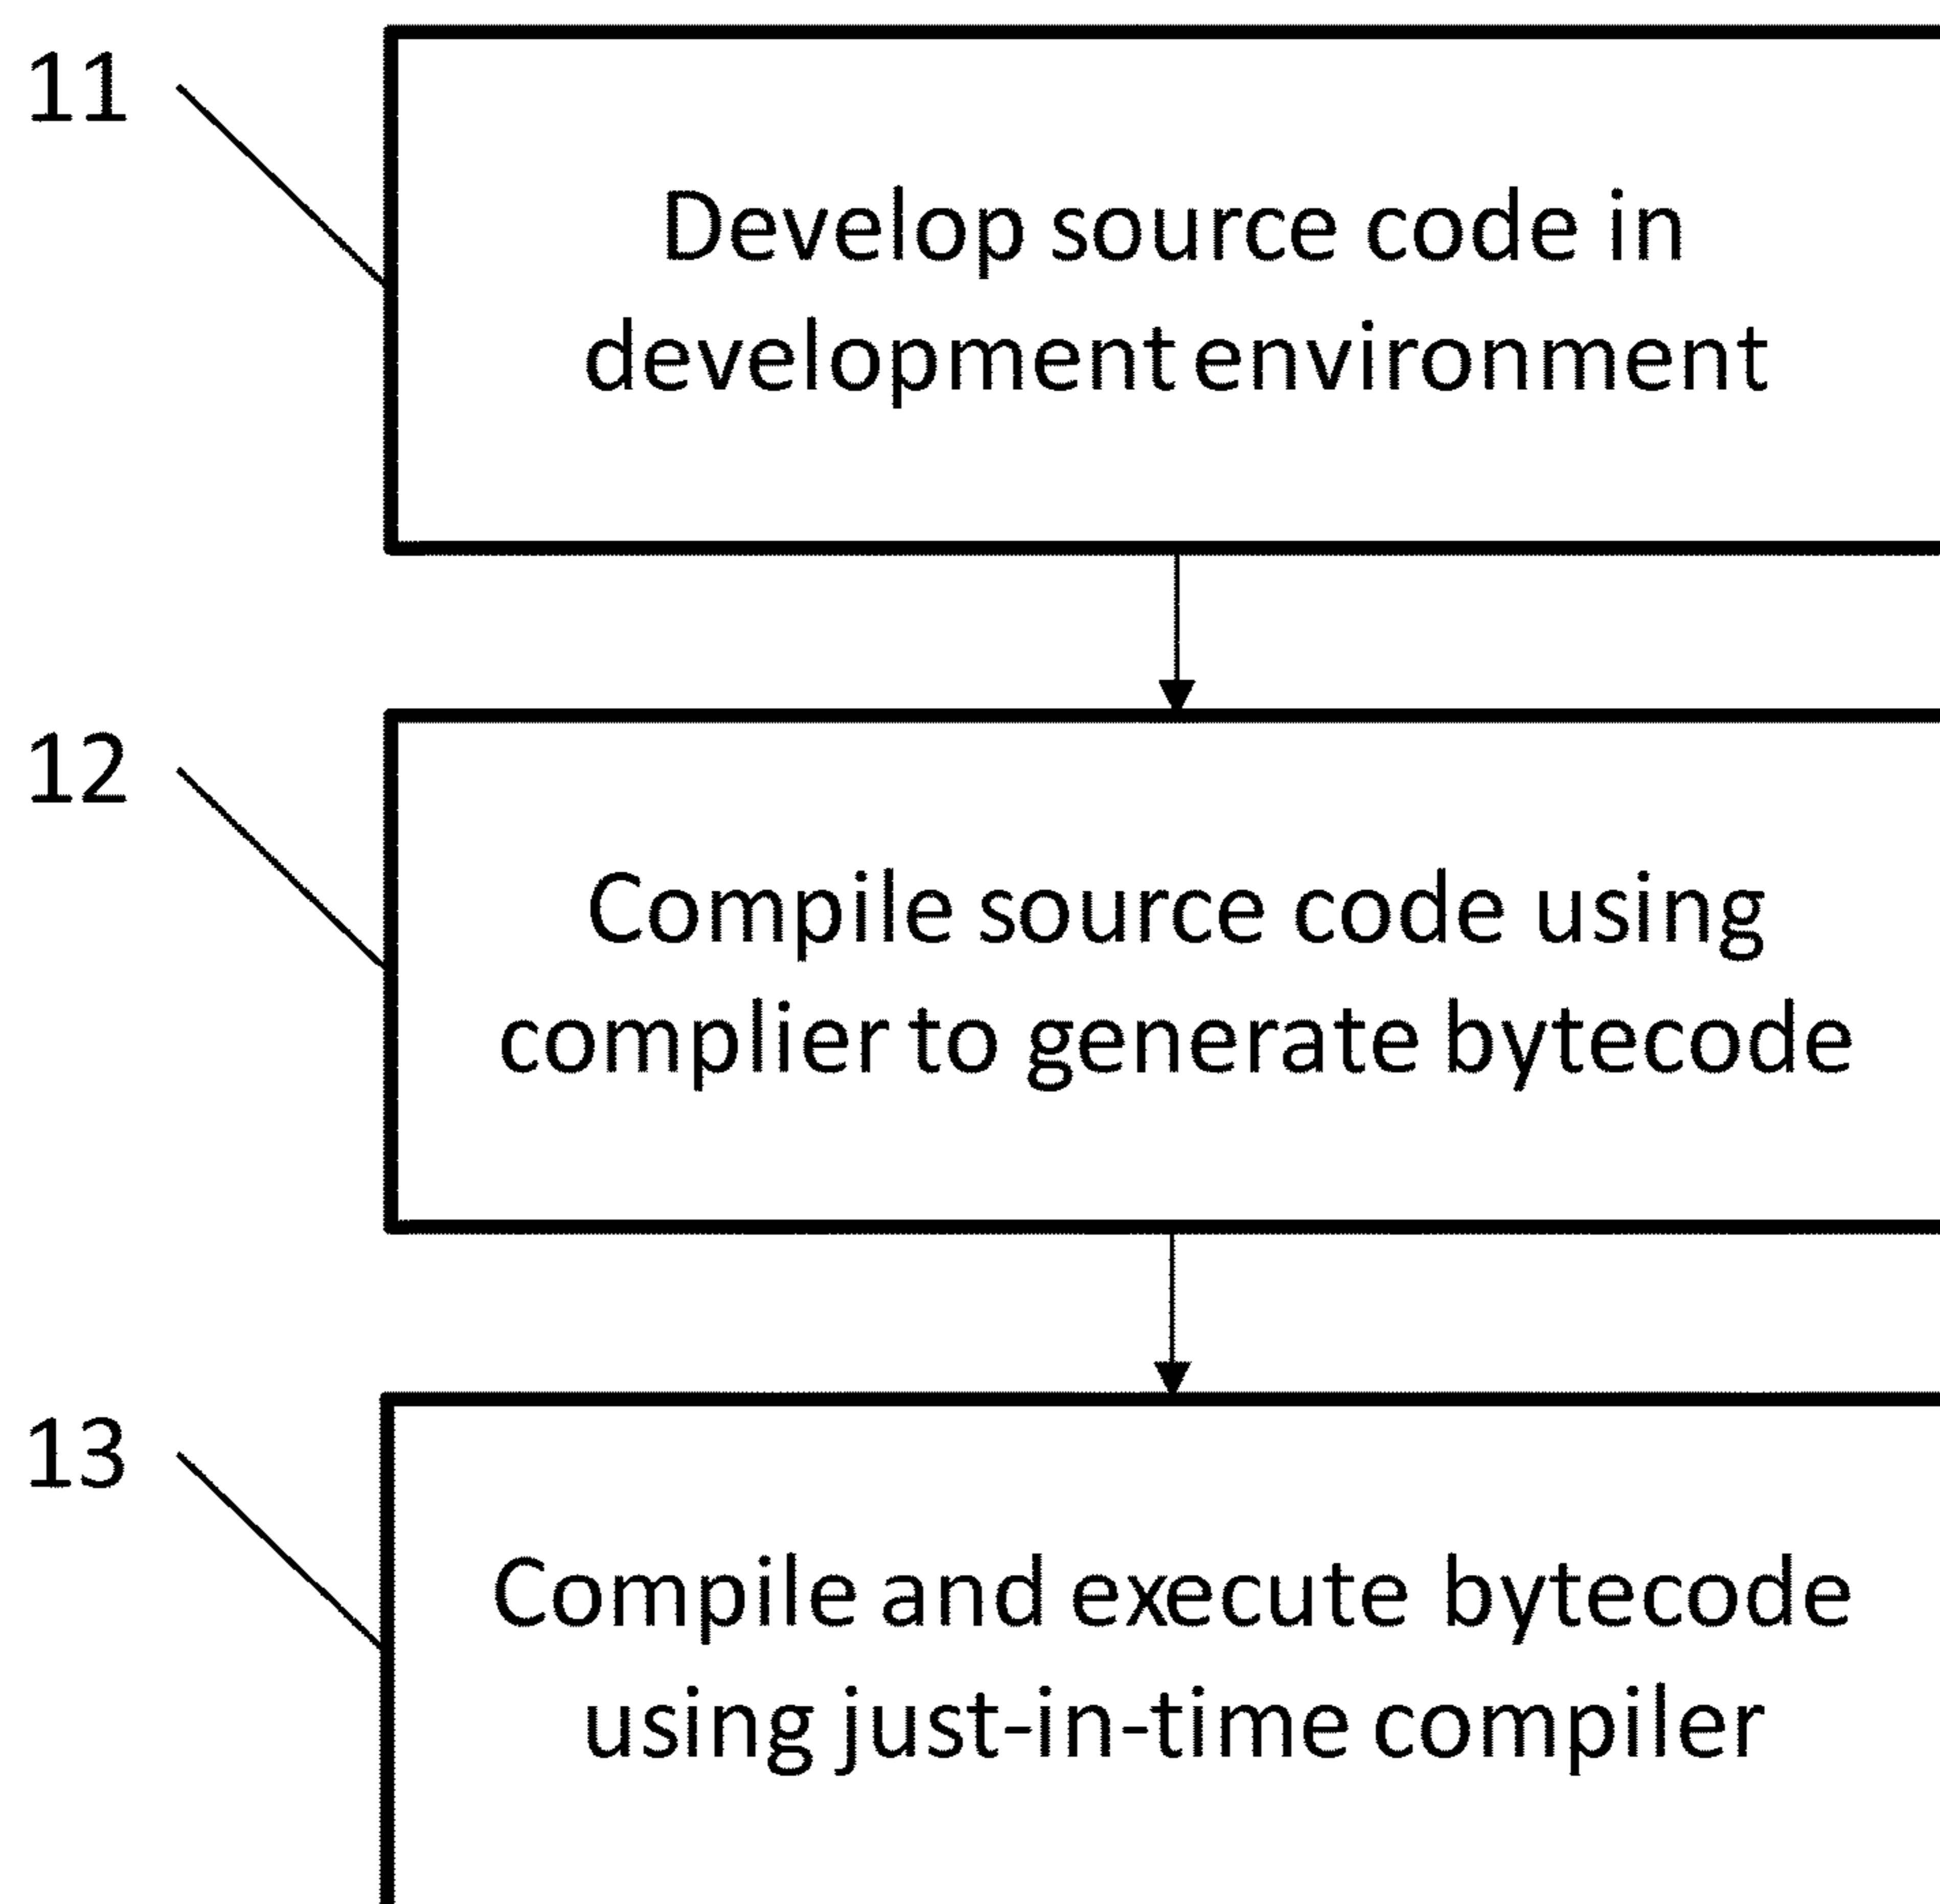 11
Develop source code in
development environment
12
Compile source code using
complier to generate bytecode
13
Compile and execute bytecode
using just-in-time compiler